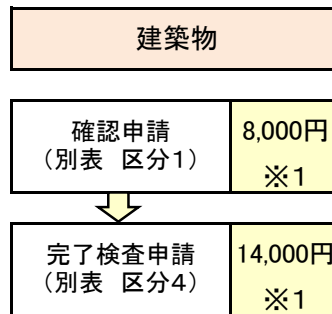 建築物
確認申請
（別表　区分１）
8,000円
※１
完了検査申請
（別表　区分４）
14,000円
※１